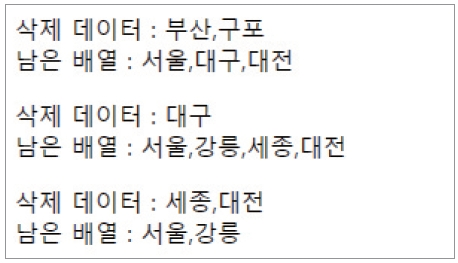 삭제 데이터 : 부산,구포
남은 배열 : 서울,대구,대전
삭제 데이터 : 대구
남은 배열 : 서울,강릉,세종,대전
삭제 데이터 : 세종,대전
남은 배열 : 서울,강릉